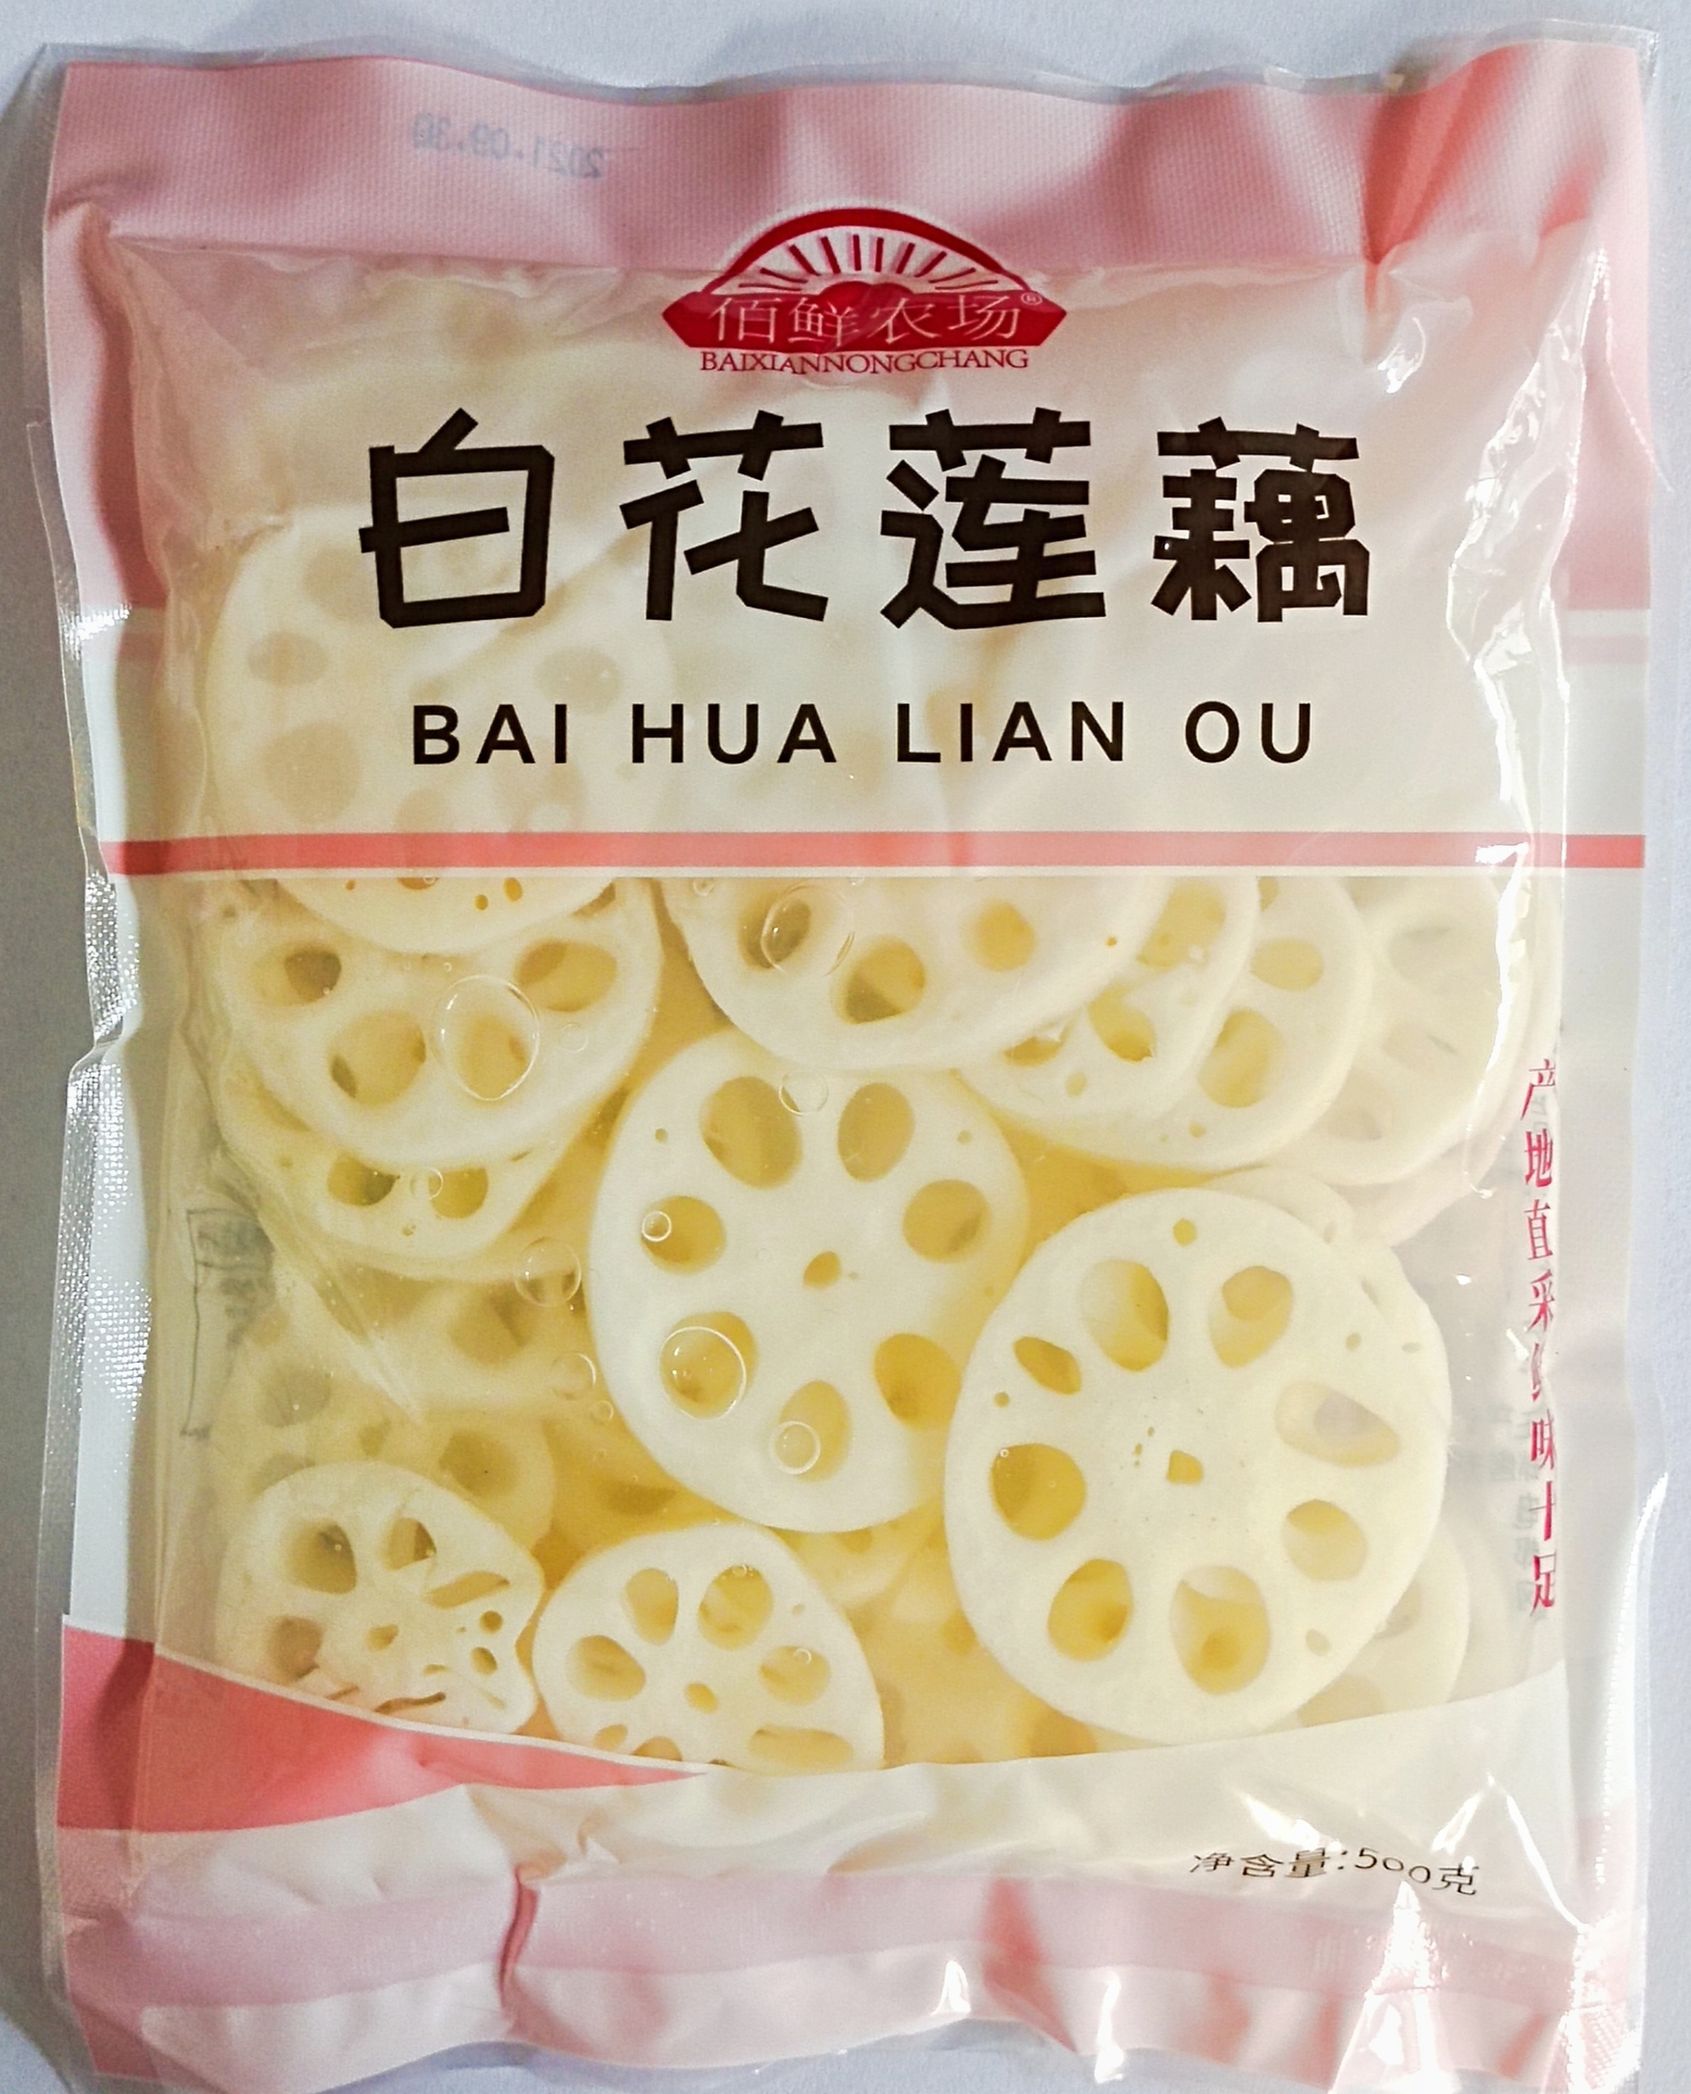 2021.09.30
佰鲜农场®
BAIXIANNONGCHANG
白花莲藕
BAI HUA LIAN OU
产地直采 味十足
净含量:500克